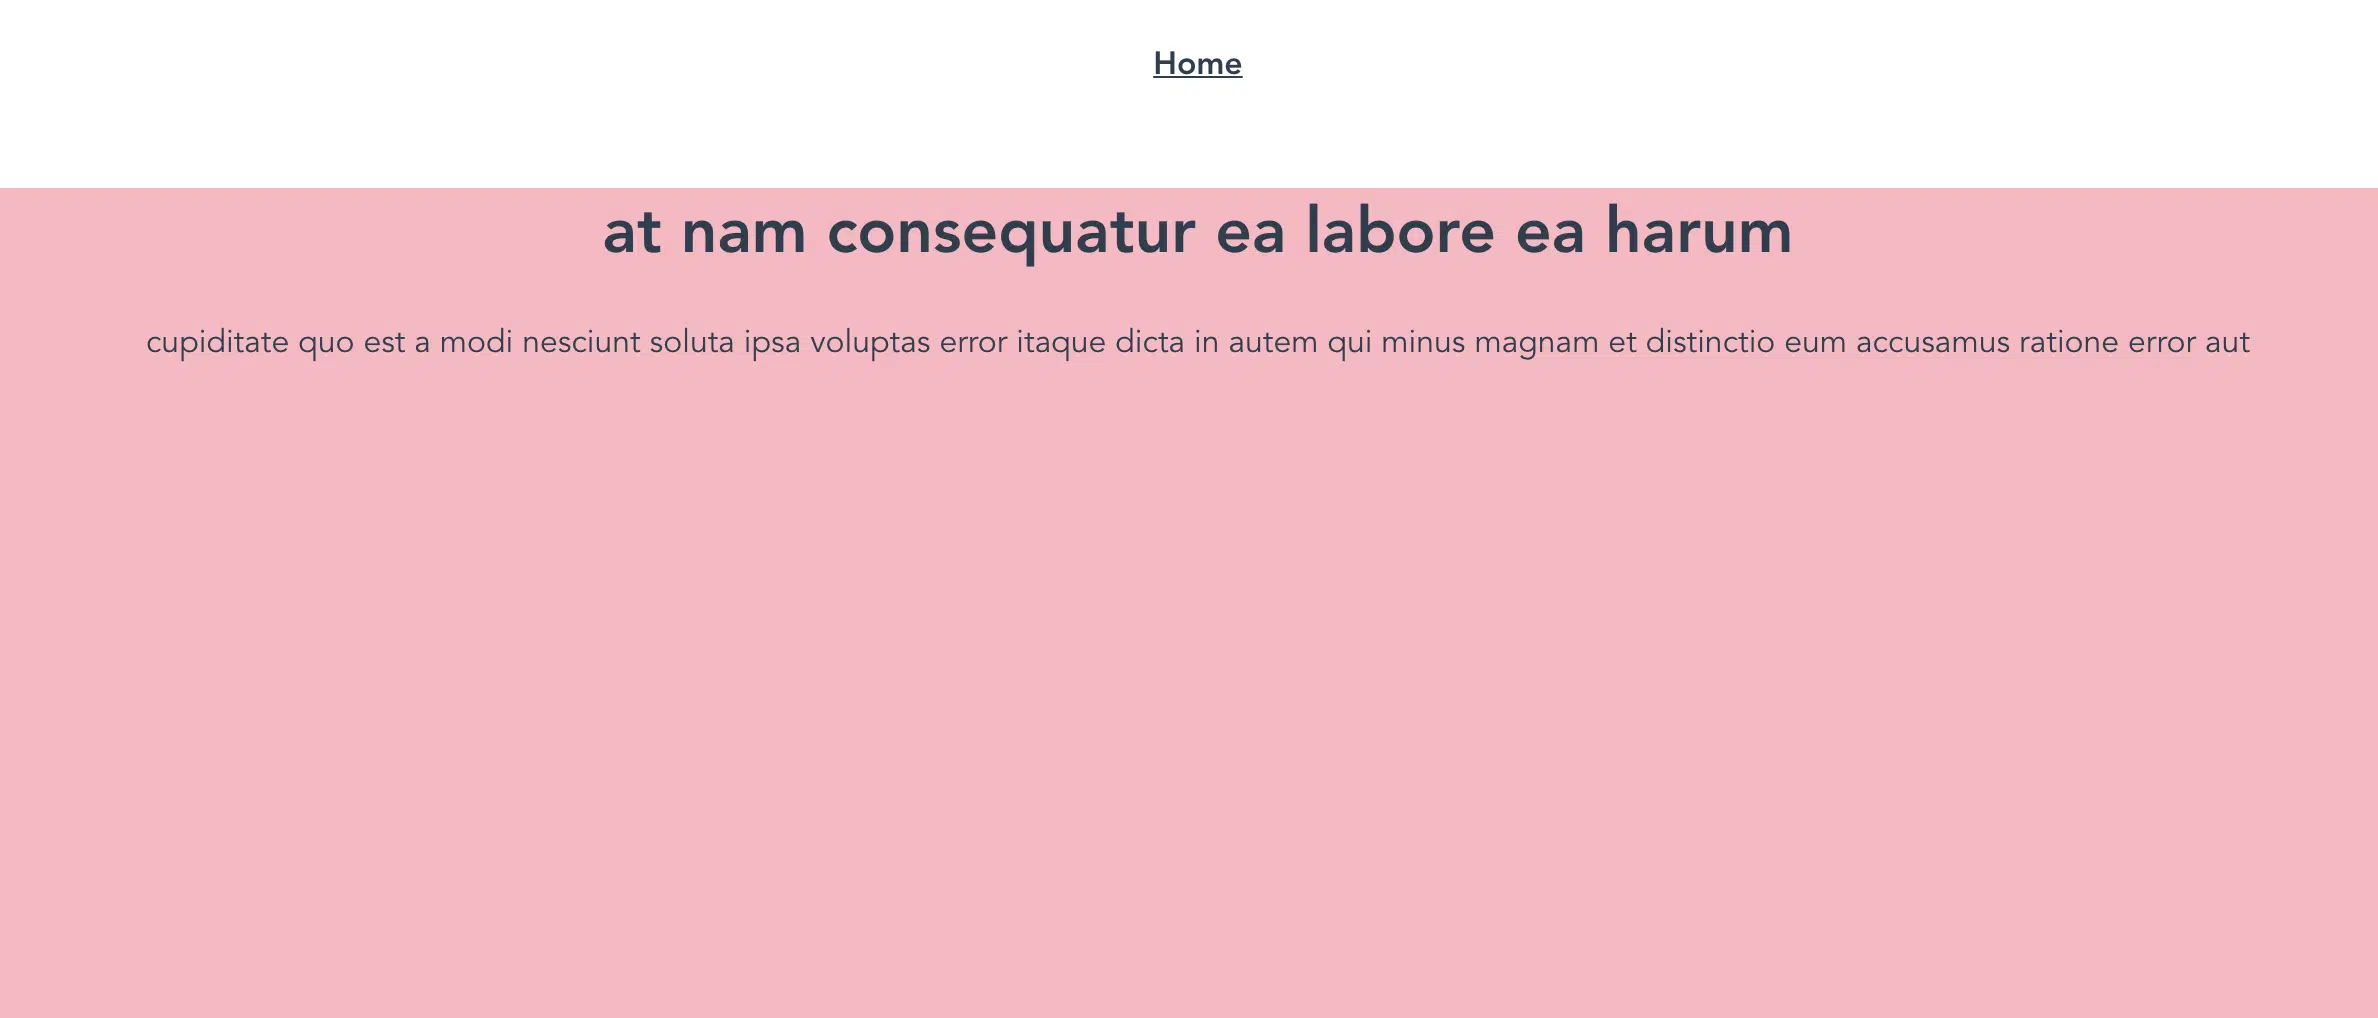 Home
at nam consequatur ea labore ea harum
cupiditate quo est a modi nesciunt soluta ipsa voluptas error itaque dicta in autem qui minus magnam et distinctio eum accusamus ratione error aut